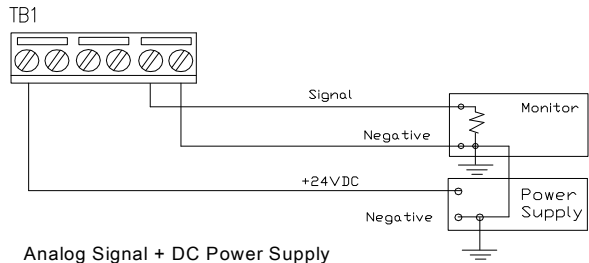 TB1
Signal
Monitor
Negative
+24VDC
Power
Supply
Negative
Analog Signal + DC Power Supply